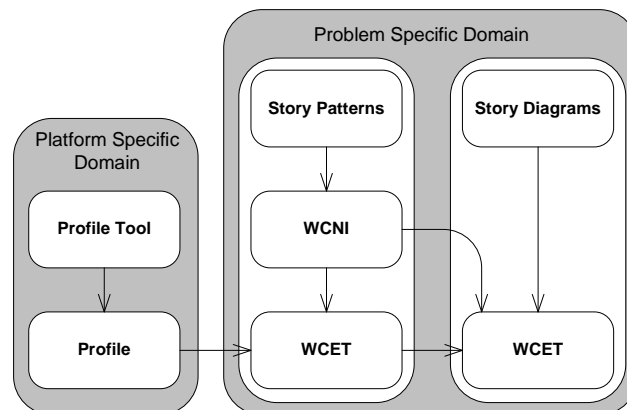 Problem Specific Domain
Story Patterns
Story Diagrams
Platform Specific
Domain
Profile Tool
WCNI
Profile
WCET
WCET